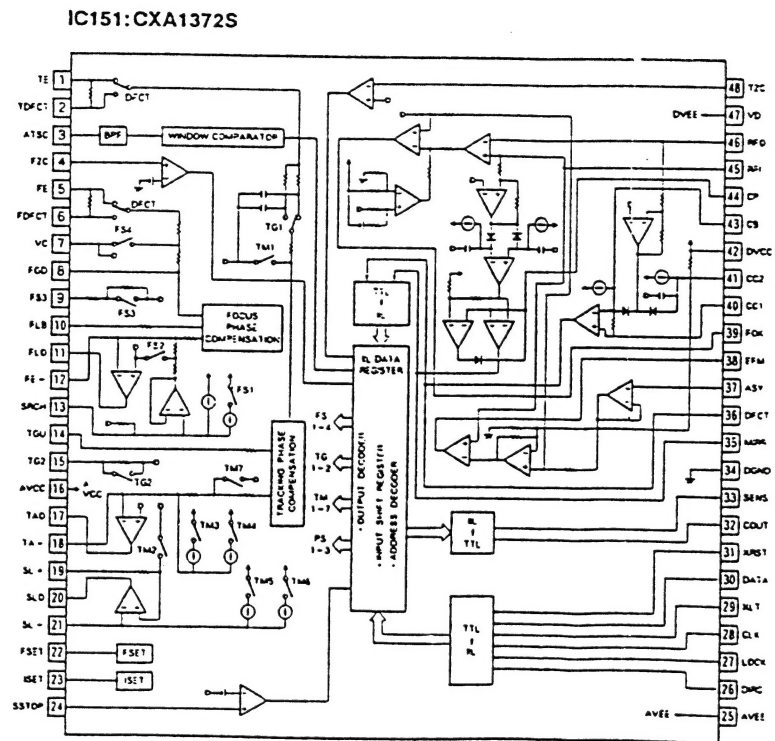 IC151: CXA1372S
TE 1
TDFCT 2
ATSC 3
FZC 4
FE 5
FDFCT 6
VC 7
FGD 8
FS3 9
FLB 10
FLD 11
FE - 12
SRCH 13
TGU 14
TG2 15
AVCC 16
TAO 17
TA - 18
SL + 19
SLO 20
SL - 21
FSET 22
ISET 23
SSTOP 24
48 TZC
47 VD
46 RFO
45 RFI
44 CP
43 CB
42 DVCC
41 CC2
40 CC1
39 FOK
38 EFM
37 ASY
36 DFCT
35 MIRR
34 DGND
33 SENS
32 COUT
31 XRST
30 DATA
29 XLT
28 CLK
27 LOCK
26 DIRC
25 AVEE
DFCT
BPF
WINDOW COMPARATOR
DFCT
FS4
TG1
TM1
FS3
FOCUS
PHASE
COMPENSATION
FS2
FS1
TRACKING PHASE
COMPENSATION
TG2
VCC
TM7
TM2
TM3
TM4
TM5
TM6
FSET
ISET
DVEE
TTL
IIL
IIL DATA
REGISTER
FS
1-4
TG
1-2
TM
1-7
PS
1-3
• OUTPUT DECODER
• INPUT SHIFT REGISTER
• ADDRESS DECODER
IIL
TTL
TTL
IIL
AVEE